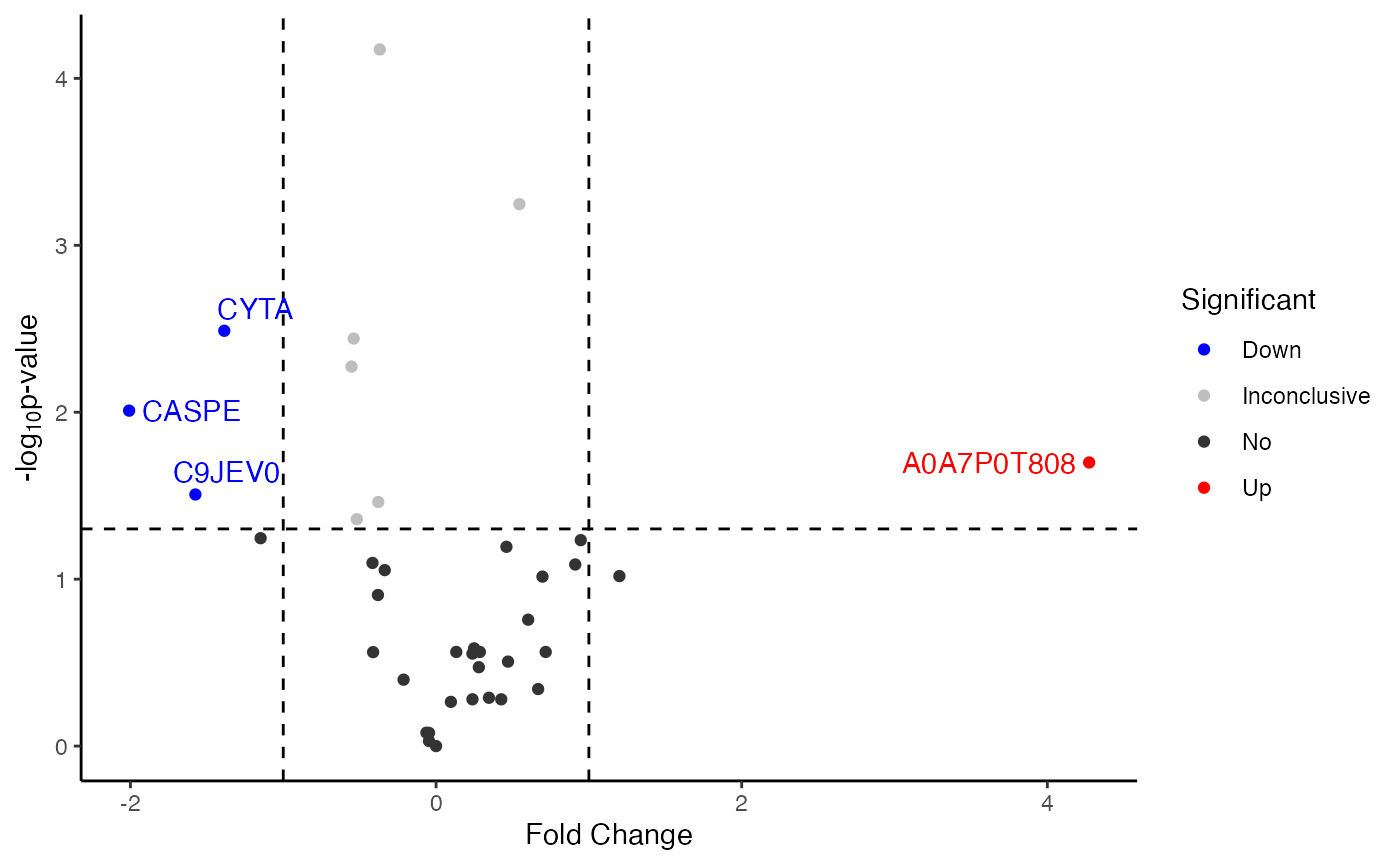 4
3
2
1
0
-log10p-value
CYTA
CASPE
C9JEV0
A0A7P0T808
-2
0
2
4
Fold Change
Significant
Down
Inconclusive
No
Up